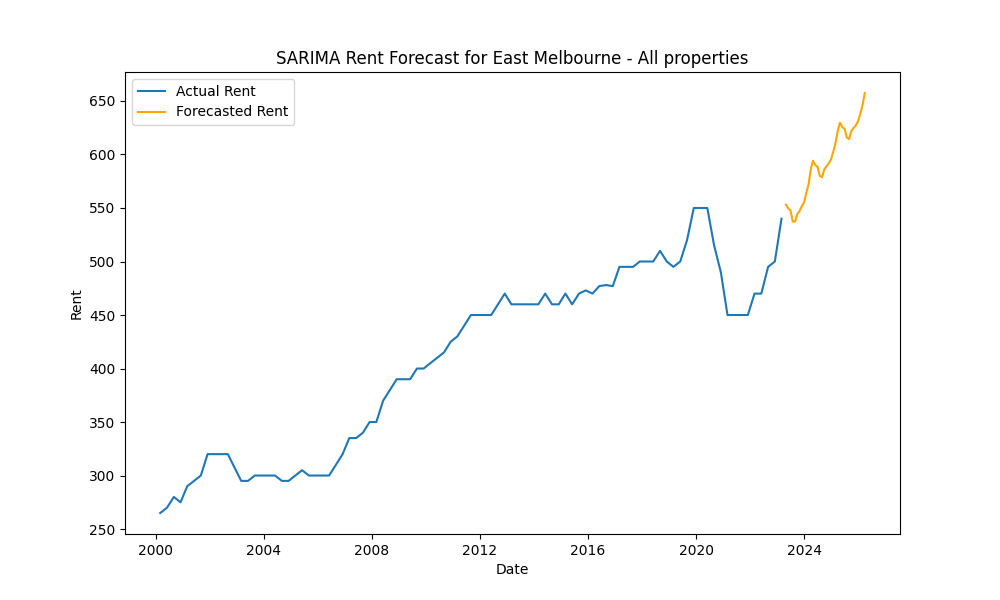 SARIMA Rent Forecast for East Melbourne - All properties
Actual Rent
Forecasted Rent
650
600
550
500
450
400
350
300
250
Rent
2000 2004 2008 2012 2016 2020 2024
Date